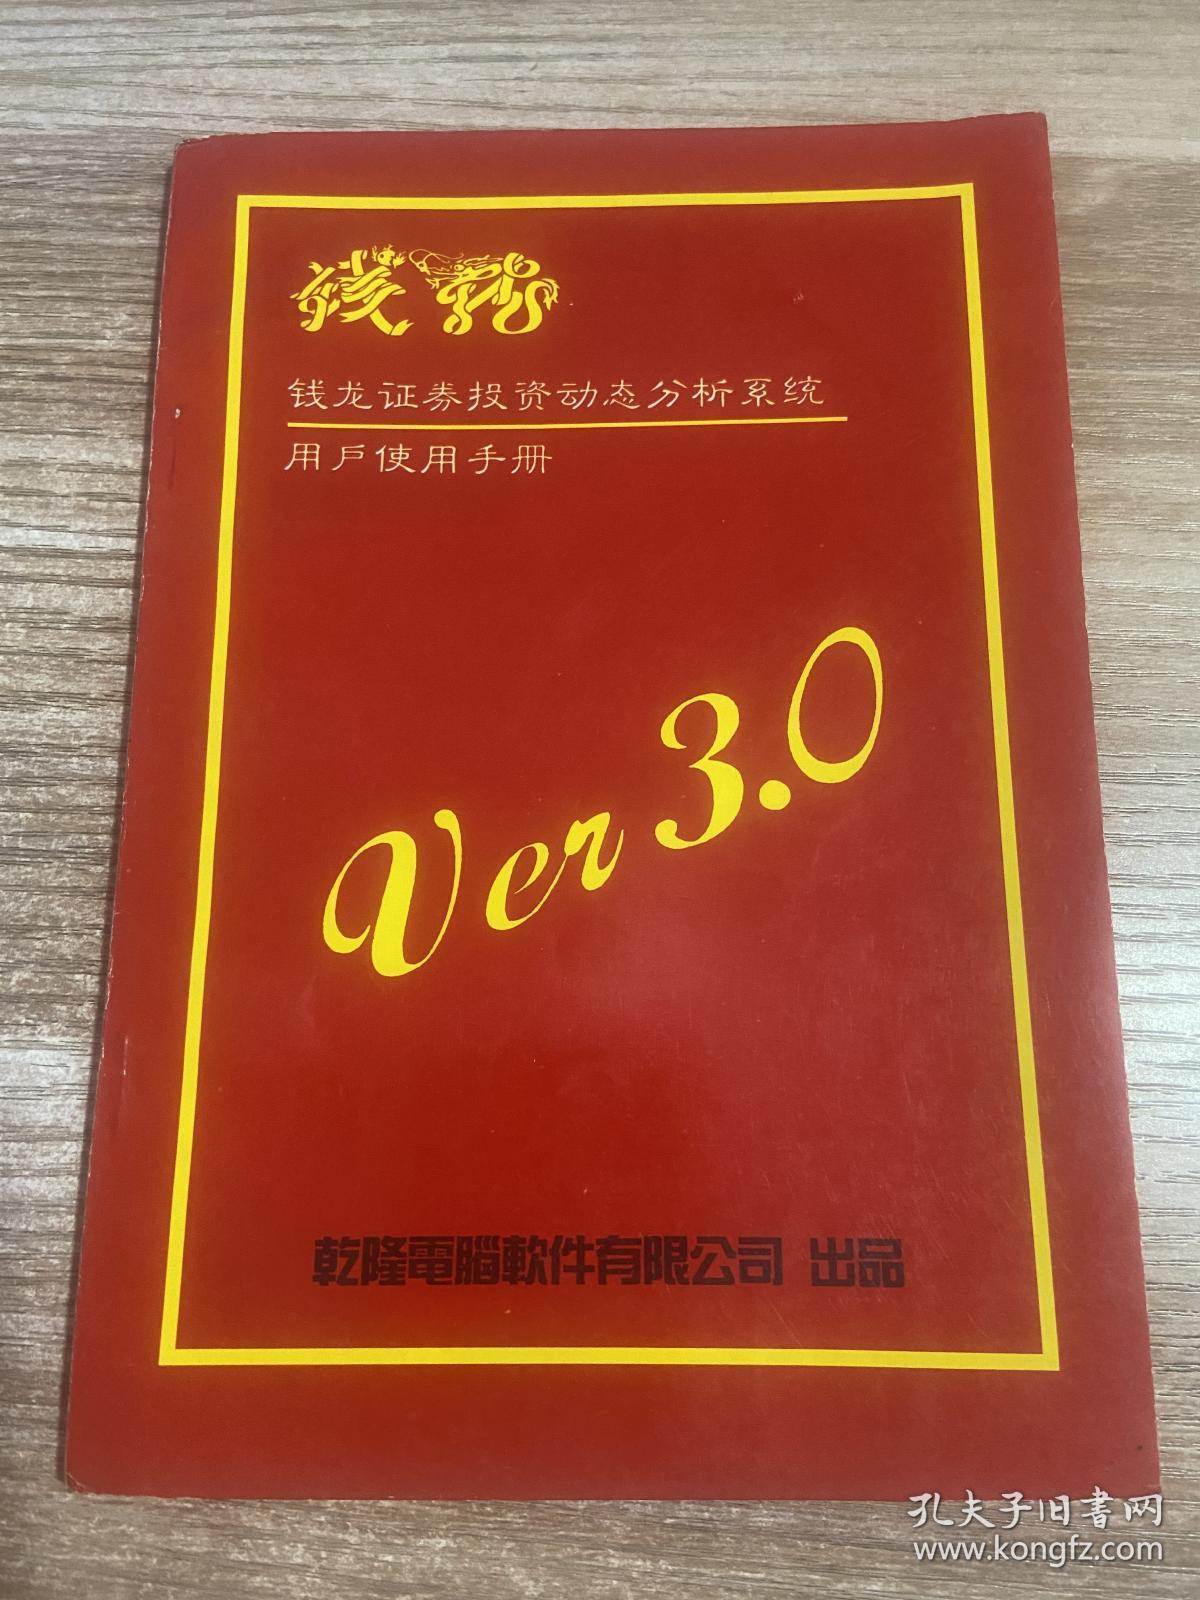 钱龙
钱龙证券投资动态分析系统
用户使用手册
Ver 3.0
乾隆電腦軟件有限公司 出品
孔夫子旧书网
www.kongfz.com